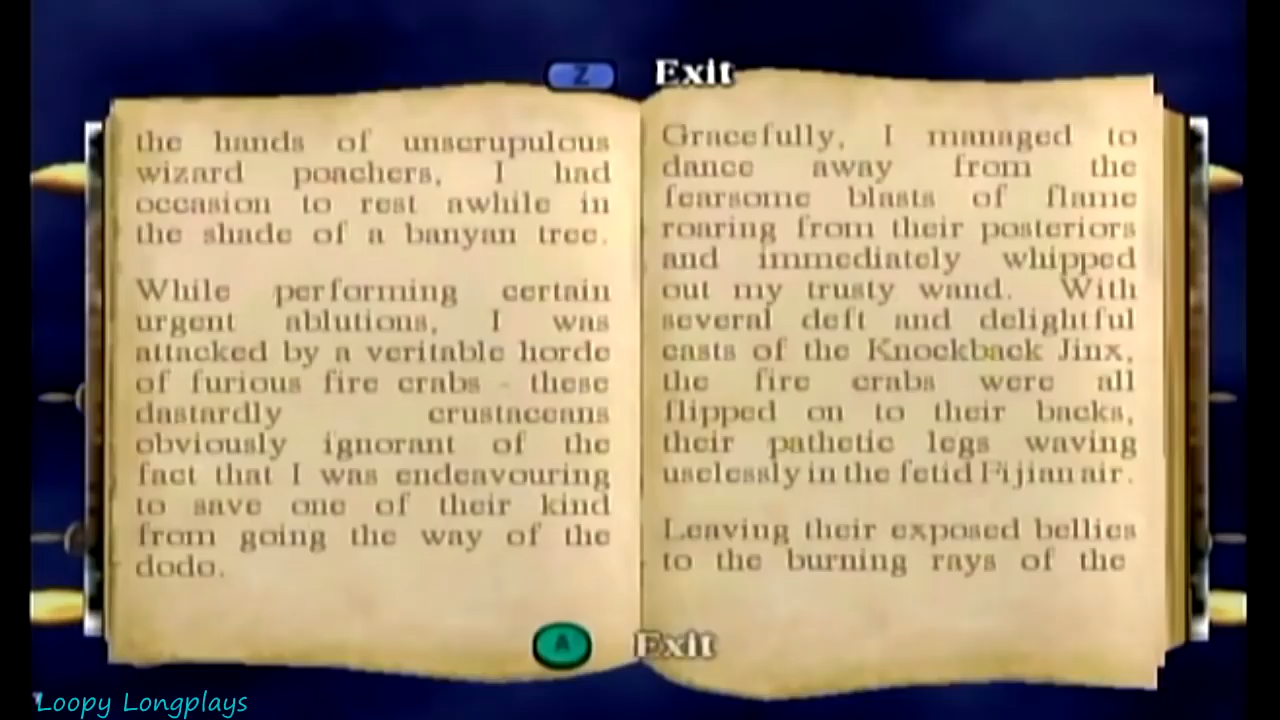 Z Exit
the hands of unscrupulous
wizard poachers, I had
occasion to rest awhile in
the shade of a banyan tree.
While performing certain
urgent ablutions, I was
attacked by a veritable horde
of furious fire crabs - these
dastardly crustaceans
obviously ignorant of the
fact that I was endeavouring
to save one of their kind
from going the way of the
dodo.
Gracefully, I managed to
dance away from the
fearsome blasts of flame
roaring from their posteriors
and immediately whipped
out my trusty wand. With
several deft and delightful
casts of the Knockback Jinx,
the fire crabs were all
flipped on to their backs,
their pathetic legs waving
uselessly in the fetid Fijian air.
Leaving their exposed bellies
to the burning rays of the
A Exit
Loopy Longplays